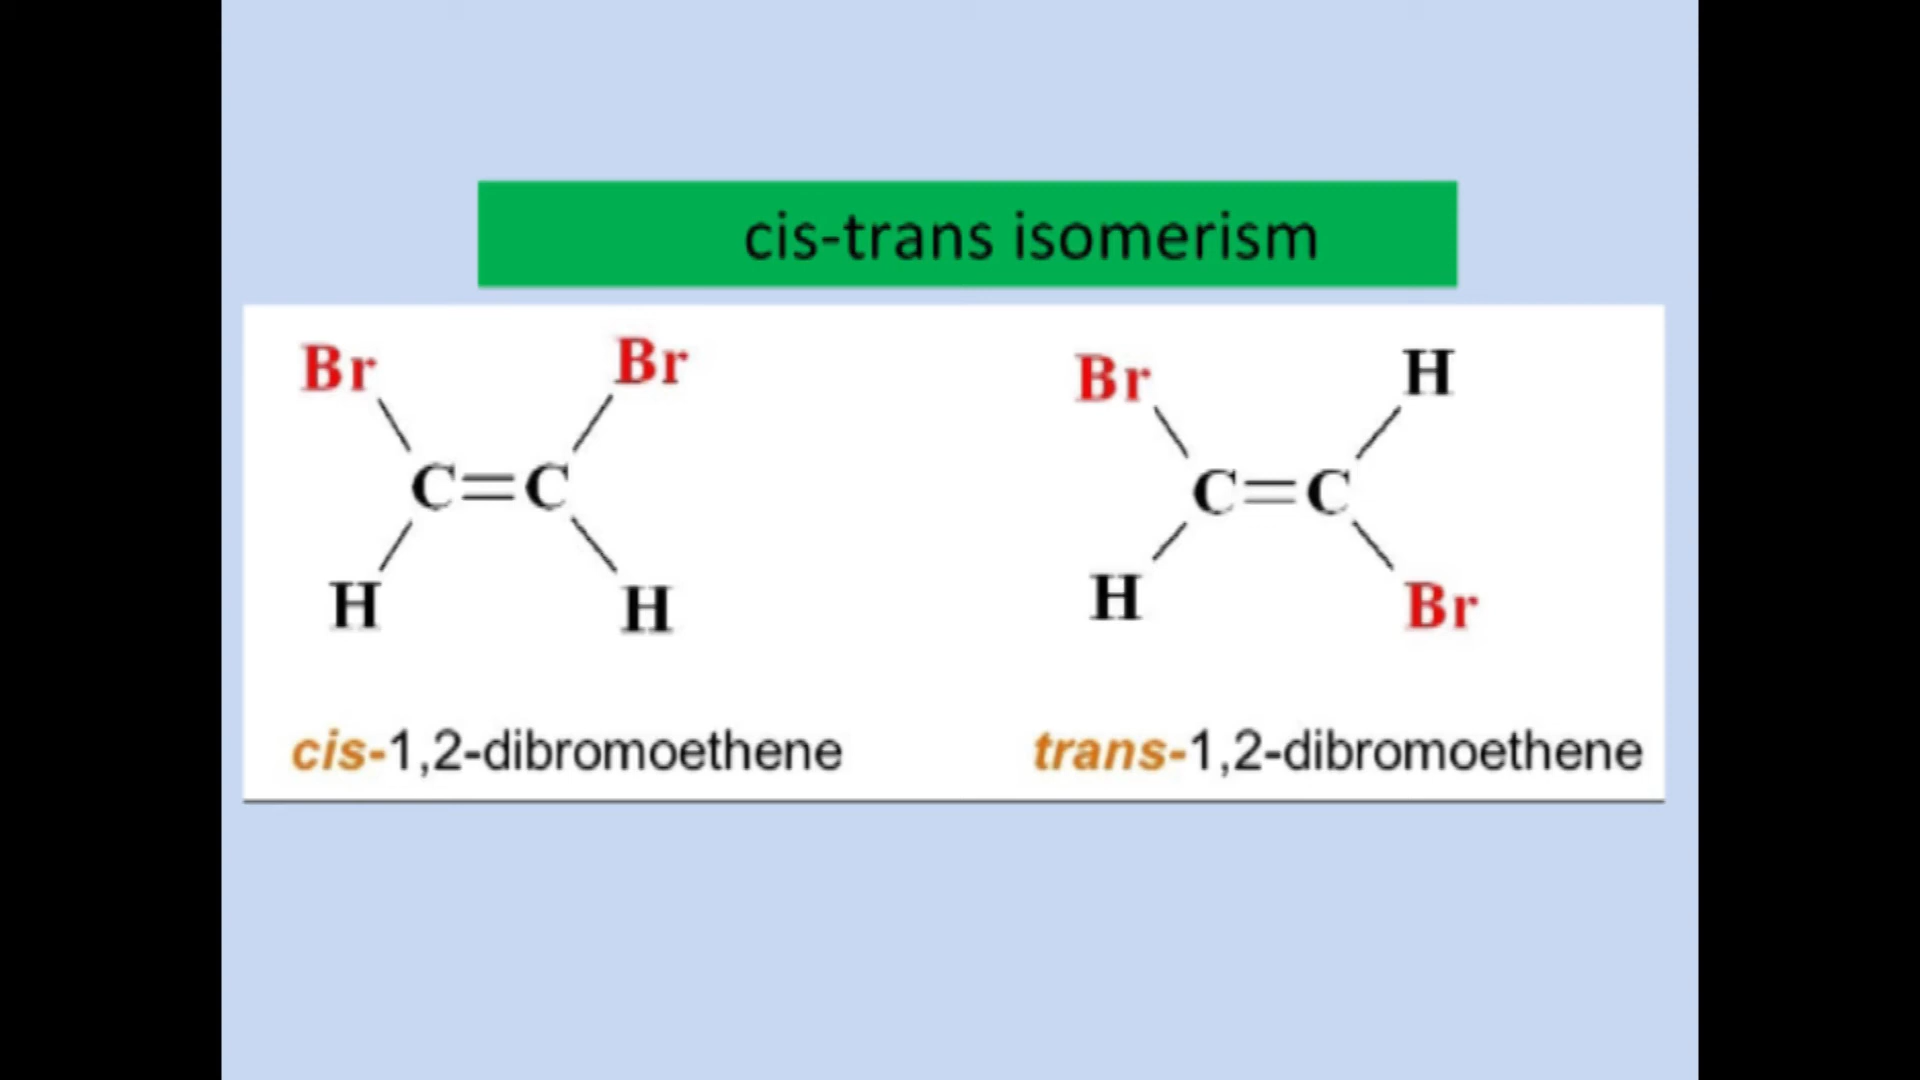 cis-trans isomerism
Br Br Br H
C=C C=C
H H H Br
cis-1,2-dibromoethene trans-1,2-dibromoethene